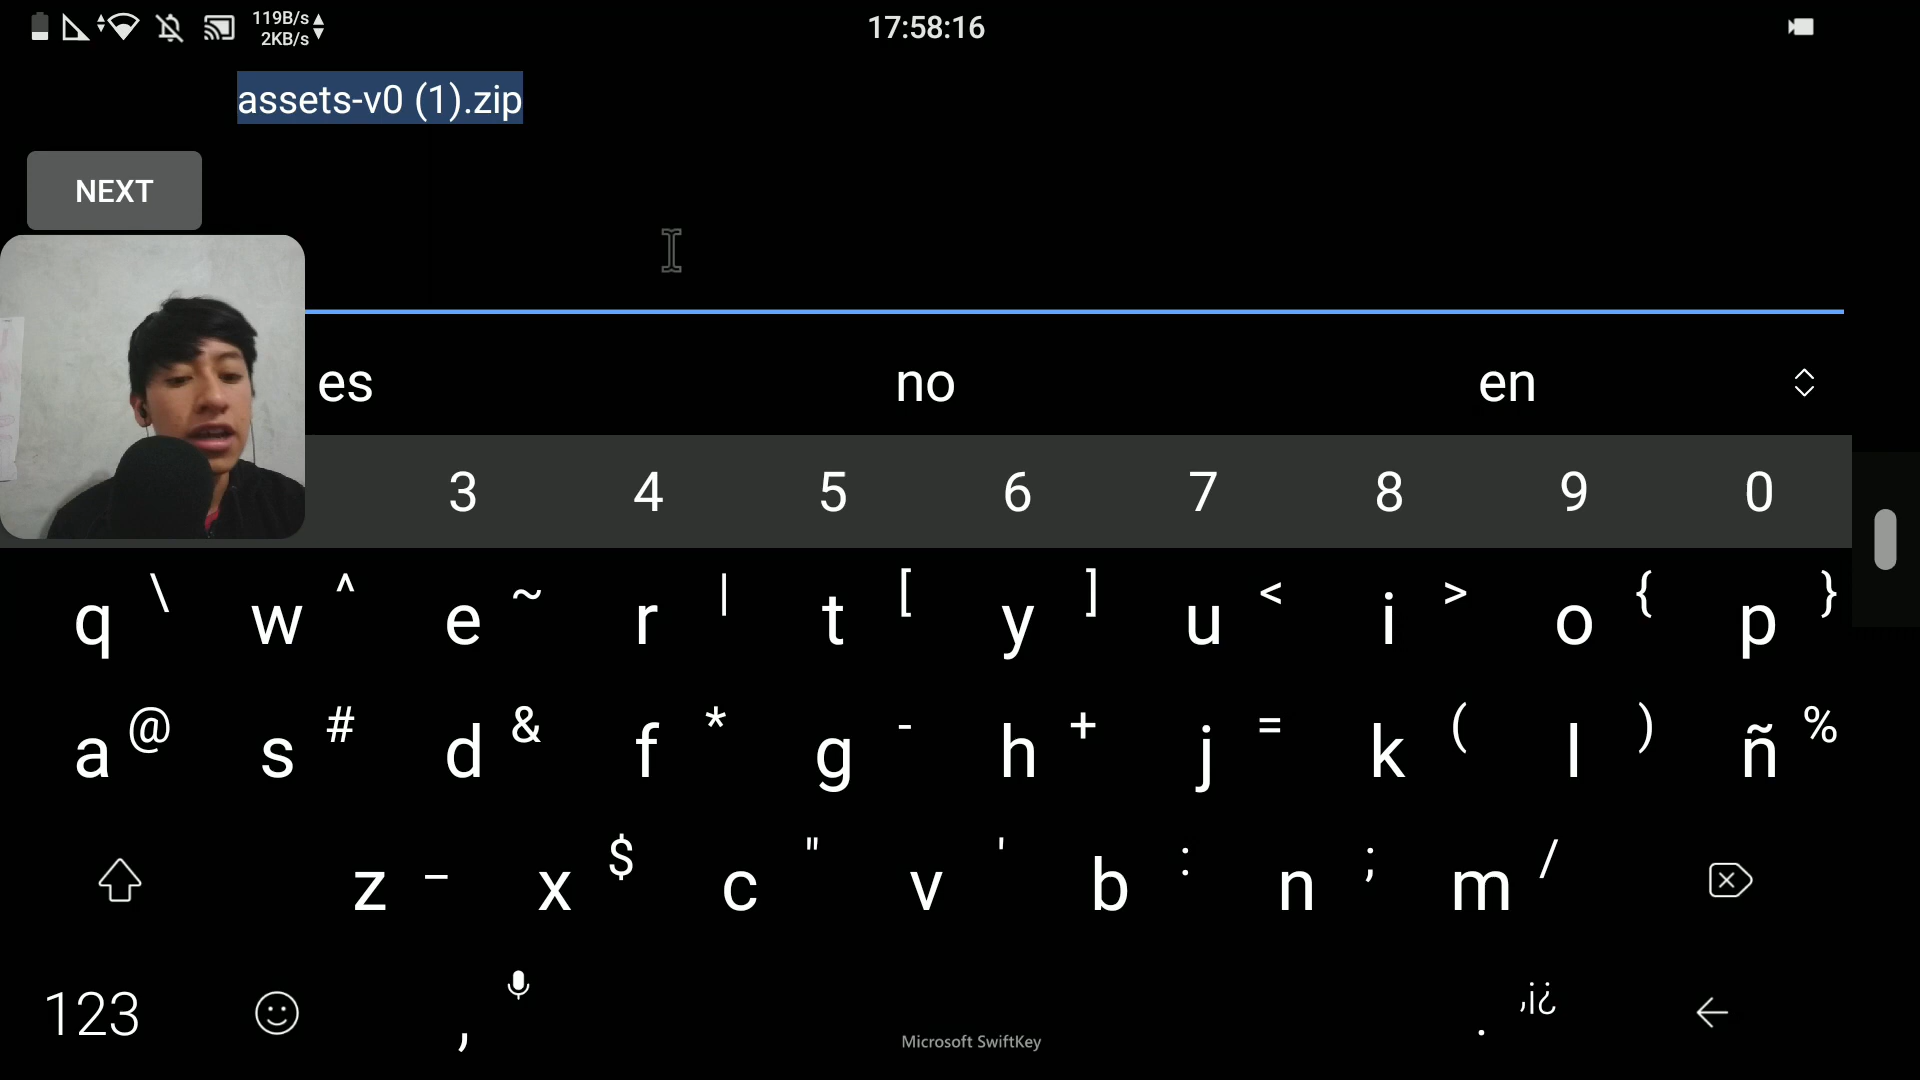 119B/s
2KB/s
17:58:16
assets-v0 (1).zip
NEXT
es no en
3 4 5 6 7 8 9 0
q \ w ^ e ~ r | t [ y ] u < i > o { p }
a @ s # d & f * g - h + j = k ( l ) ñ %
z _ x $ c " v ' b : n ; m /
123 , . ,¡¿
Microsoft SwiftKey